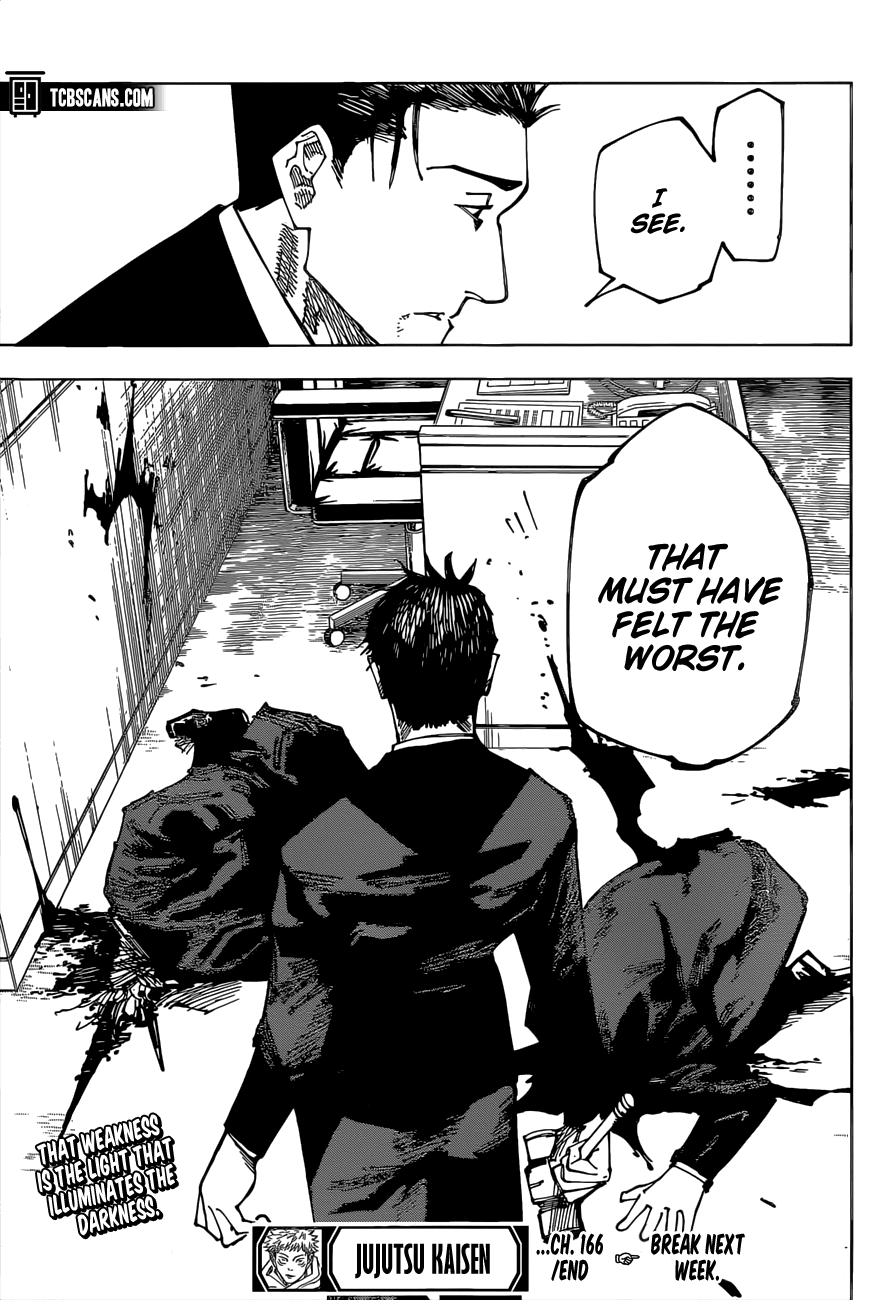 TCBSCANS.COM
......
I
SEE.
THAT
MUST HAVE
FELT THE
WORST.
THAT WEAKNESS
IS THE LIGHT THAT
ILLUMINATES THE
DARKNESS.
JUJUTSU KAISEN
...CH. 166
/END
☞
BREAK NEXT
WEEK.